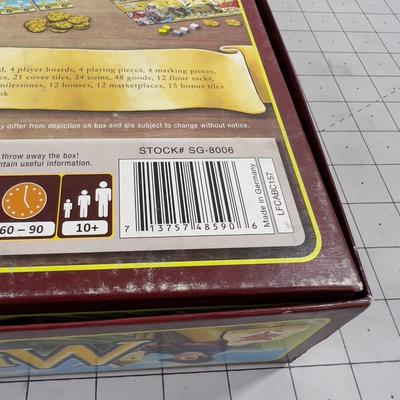 d, 4 player boards, 4 playing pieces, 4 marking pieces,
es, 21 cover tiles, 24 coins, 48 goods, 12 flour sacks,
milestones, 12 houses, 12 marketplaces, 15 bonus tiles
ok
y differ from depiction on box and are subject to change without notice.
throw away the box!
ntain useful information.
STOCK# SG-8006
60 – 90
10+
7 13757 48590 6
Made in Germany
LFCABC157